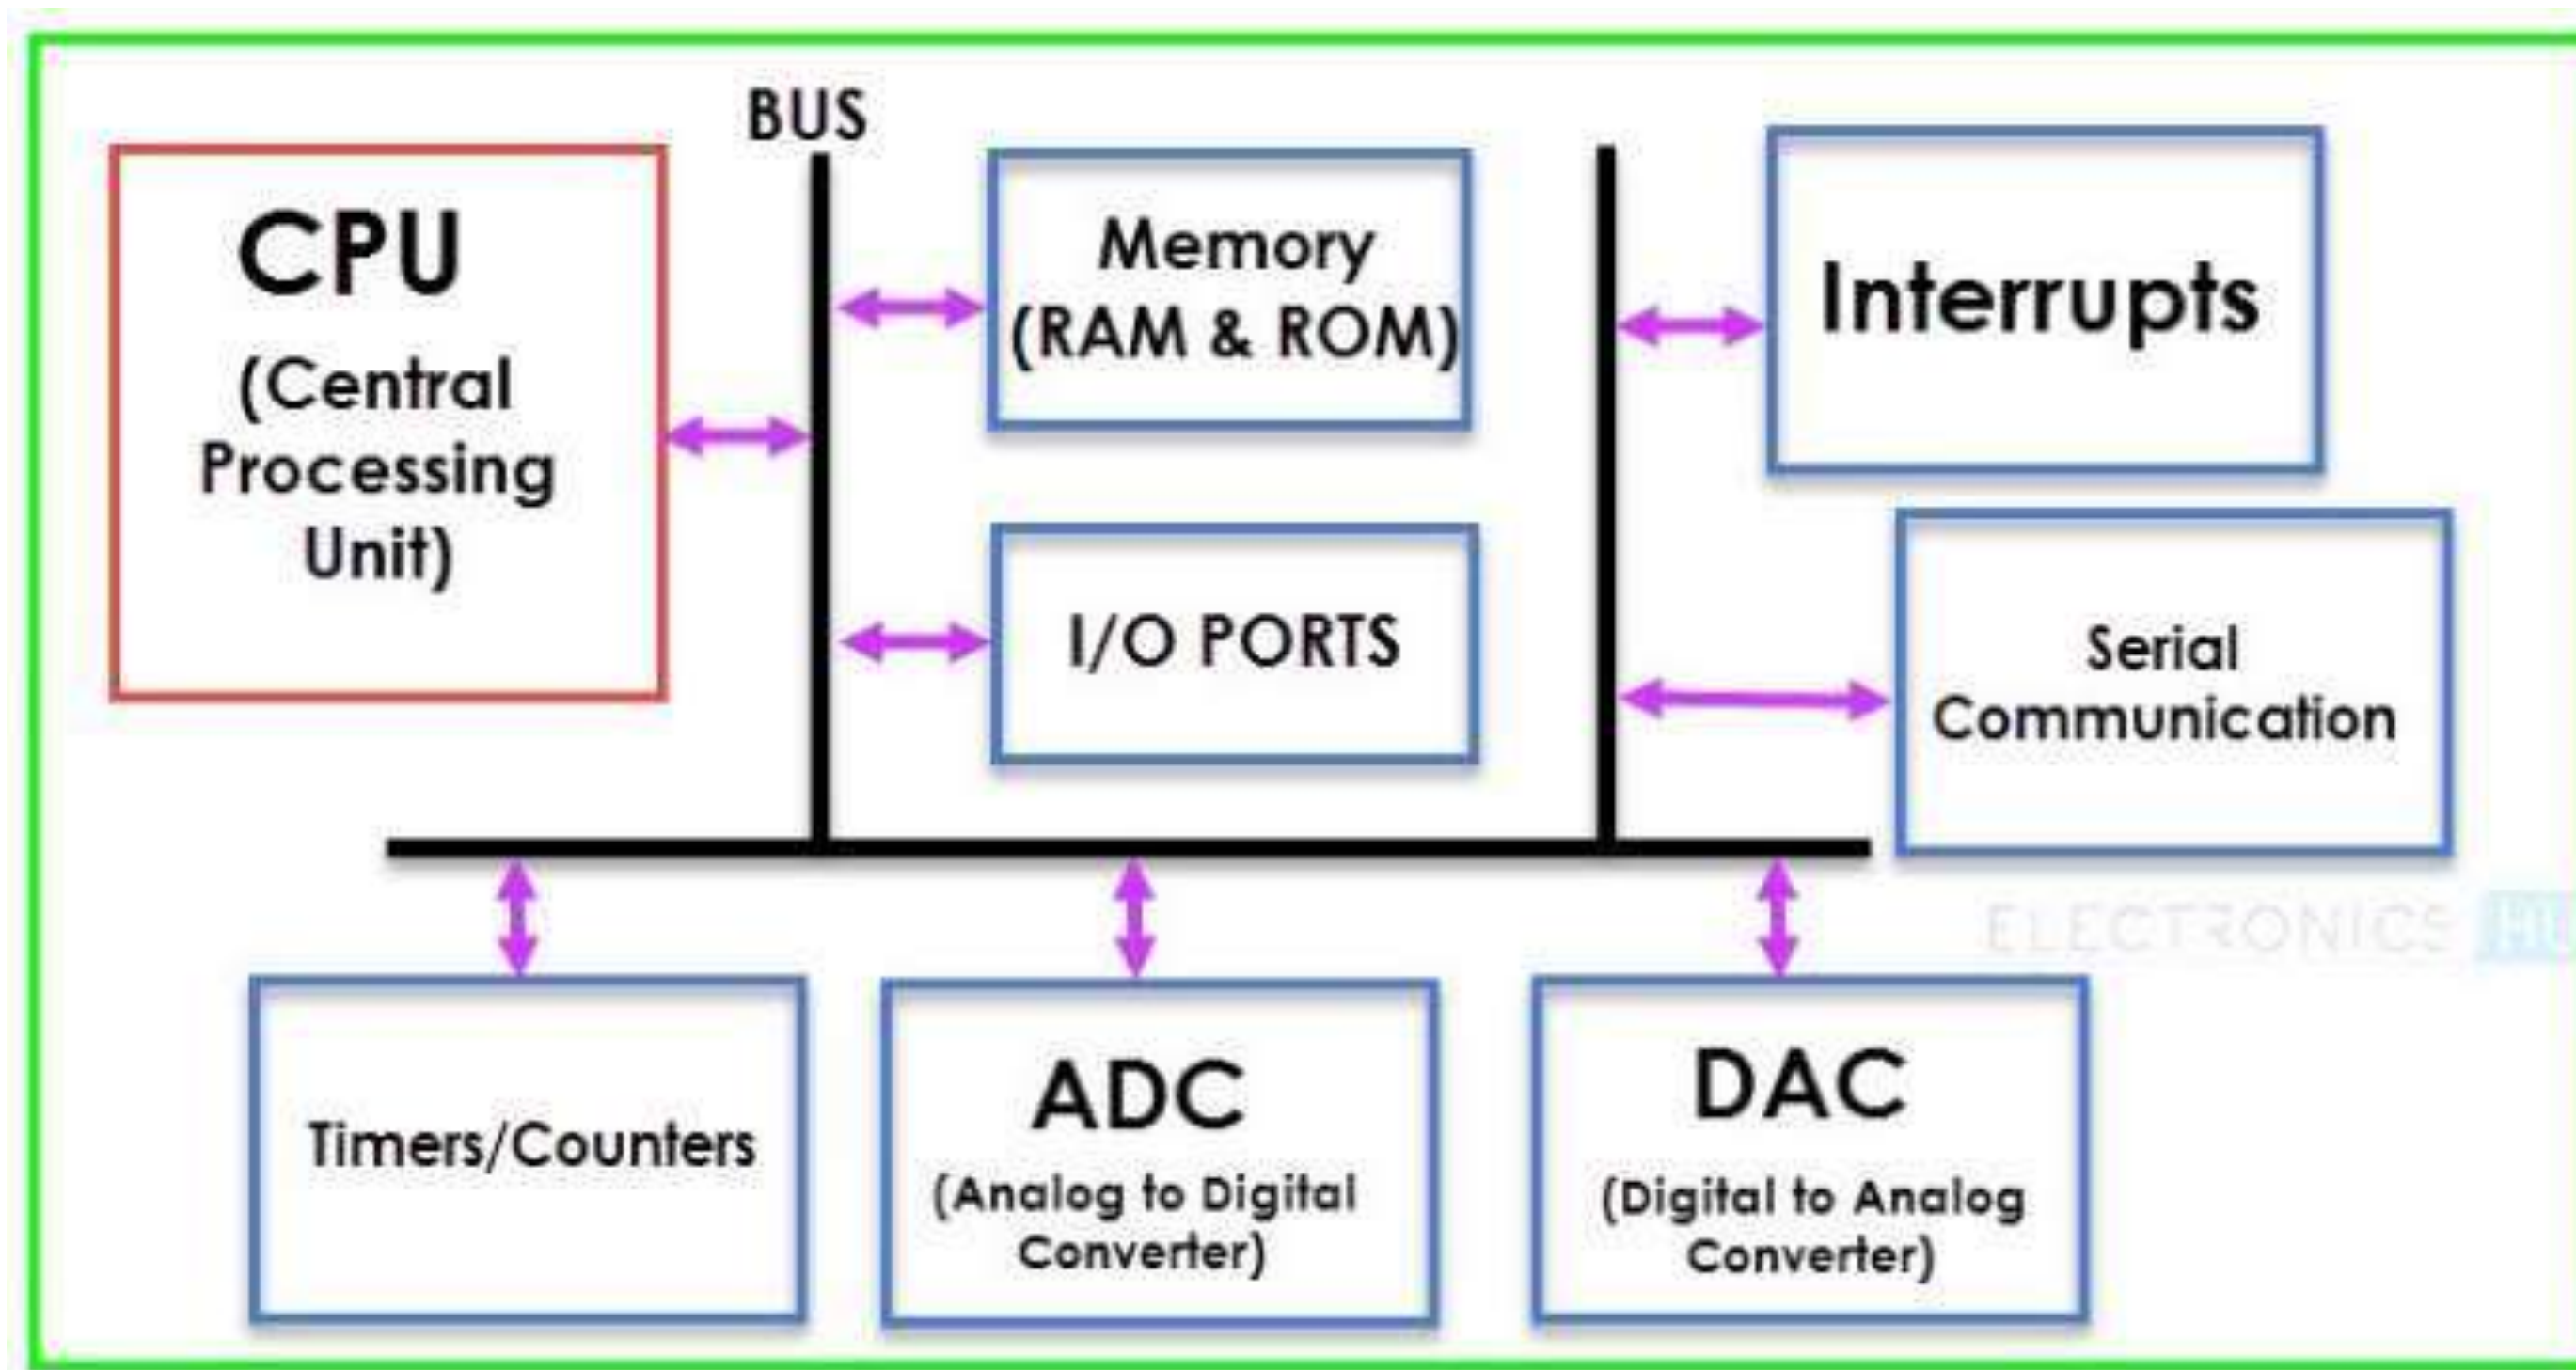 BUS
CPU
(Central
Processing
Unit)
Memory
(RAM & ROM)
I/O PORTS
Interrupts
Serial
Communication
ELECTRONICS
Timers/Counters
ADC
(Analog to Digital
Converter)
DAC
(Digital to Analog
Converter)